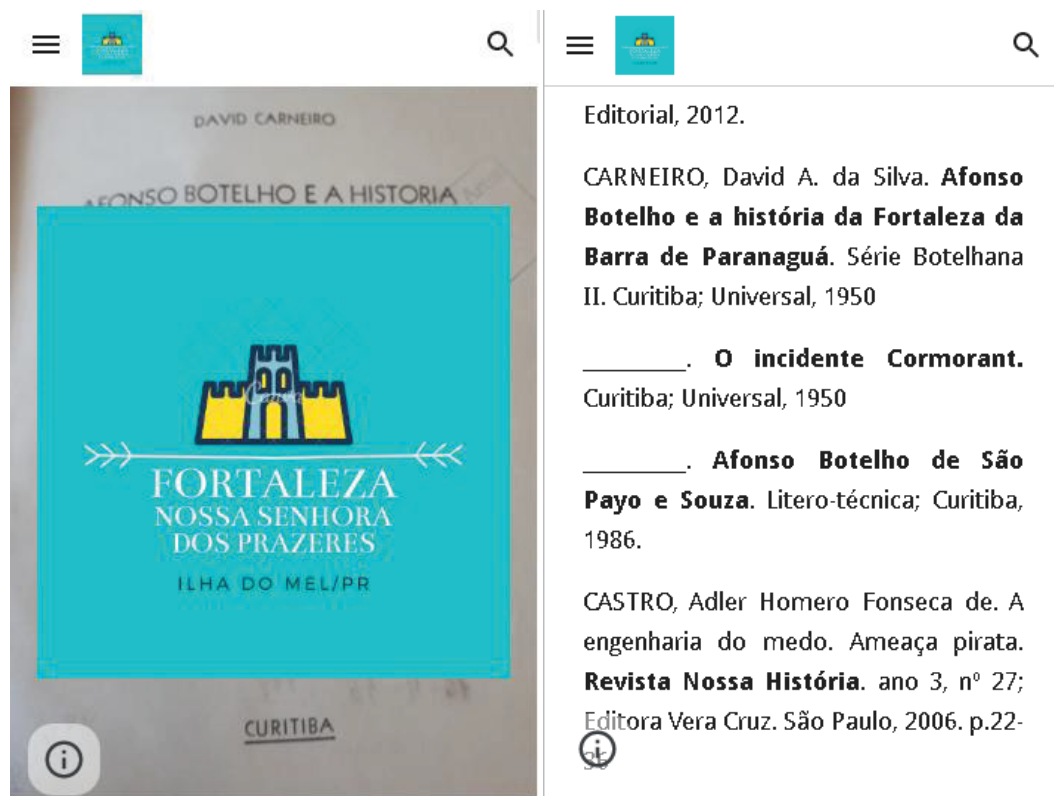 DAVID CARNEIRO
AFONSO BOTELHO E A HISTORIA
Canva
FORTALEZA
NOSSA SENHORA
DOS PRAZERES
ILHA DO MEL/PR
CURITIBA
Editorial, 2012.
CARNEIRO, David A. da Silva. Afonso
Botelho e a história da Fortaleza da
Barra de Paranaguá. Série Botelhana
II. Curitiba; Universal, 1950
________. O incidente Cormorant.
Curitiba; Universal, 1950
________. Afonso Botelho de São
Payo e Souza. Litero-técnica; Curitiba,
1986.
CASTRO, Adler Homero Fonseca de. A
engenharia do medo. Ameaça pirata.
Revista Nossa História. ano 3, nº 27;
Editora Vera Cruz. São Paulo, 2006. p.22-